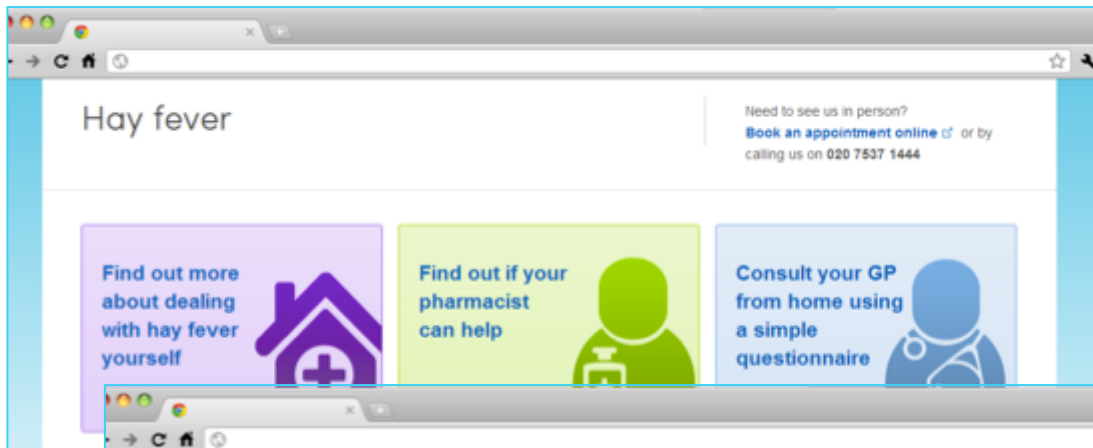 Hay fever
Need to see us in person?
Book an appointment online or by
calling us on 020 7537 1444
Find out more
about dealing
with hay fever
yourself
Find out if your
pharmacist
can help
Consult your GP
from home using
a simple
questionnaire